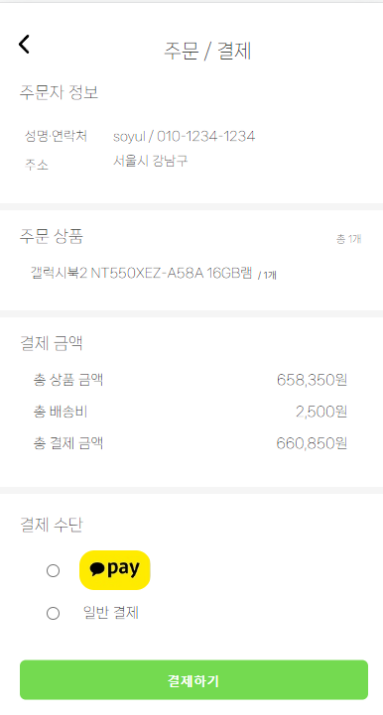 주문 / 결제
주문자 정보
성명·연락처 soyul / 010-1234-1234
주소 서울시 강남구
주문 상품 총 1개
갤럭시북2 NT550XEZ-A58A 16GB램 / 1개
결제 금액
총 상품 금액 658,350원
총 배송비 2,500원
총 결제 금액 660,850원
결제 수단
pay
일반 결제
결제하기